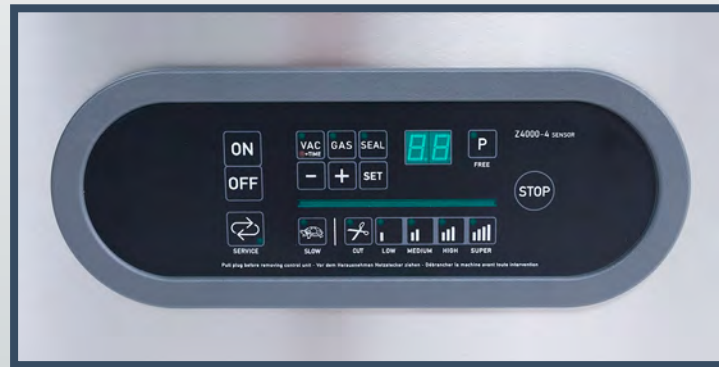 ON
OFF
SERVICE
VAC GAS SEAL
+TIME
- + SET
8.8.
P
FREE
Z4000-4 SENSOR
STOP
SLOW CUT LOW MEDIUM HIGH SUPER
Pull plug before removing control unit - Vor dem Herausnehmen Netzstecker ziehen - Débrancher la machine avant toute intervention